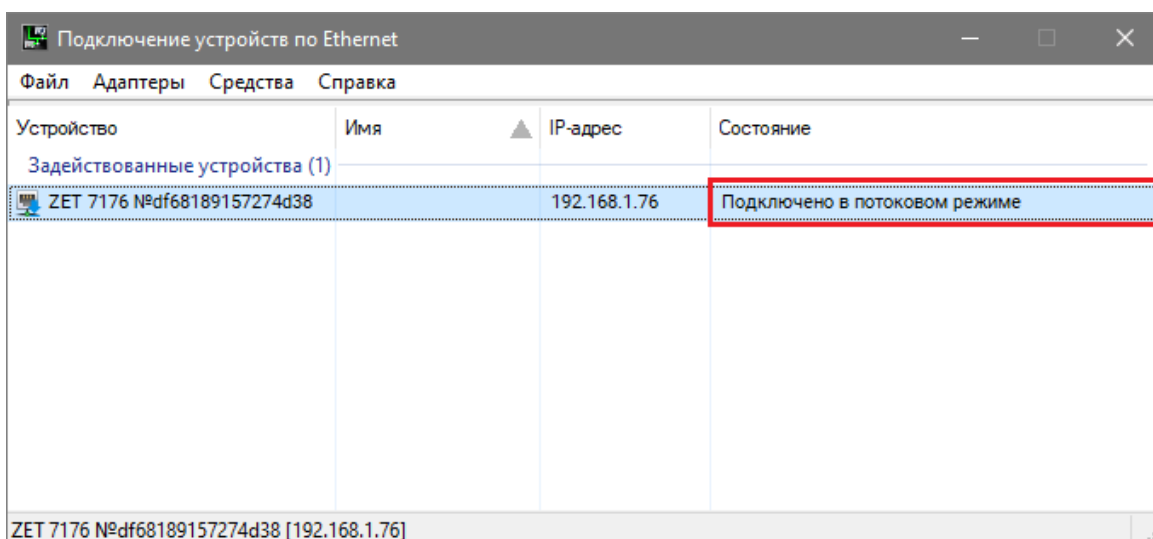 Подключение устройств по Ethernet
Файл Адаптеры Средства Справка
Устройство Имя IP-адрес Состояние
Задействованные устройства (1)
ZET 7176 №df68189157274d38 192.168.1.76 Подключено в потоковом режиме
ZET 7176 №df68189157274d38 [192.168.1.76]